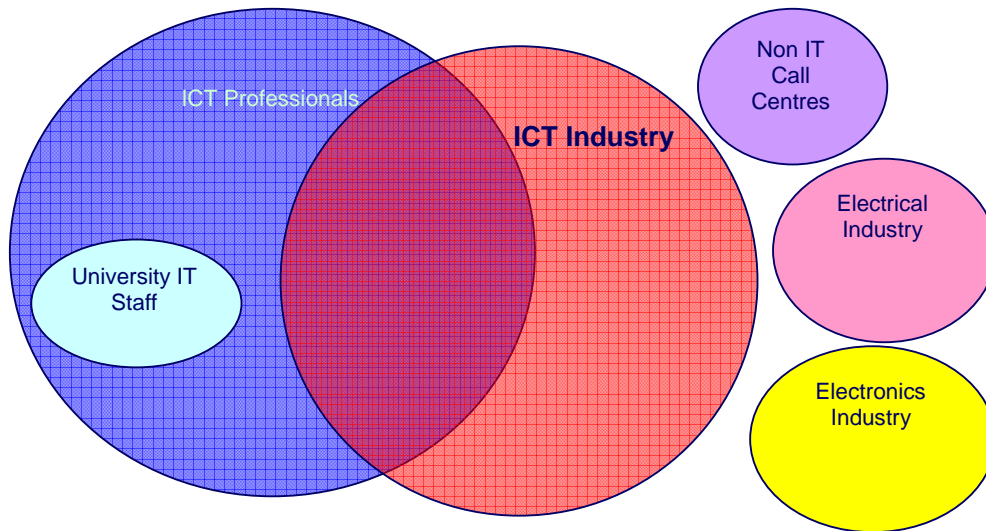 ICT Professionals
ICT Industry
University IT
Staff
Non IT
Call
Centres
Electrical
Industry
Electronics
Industry